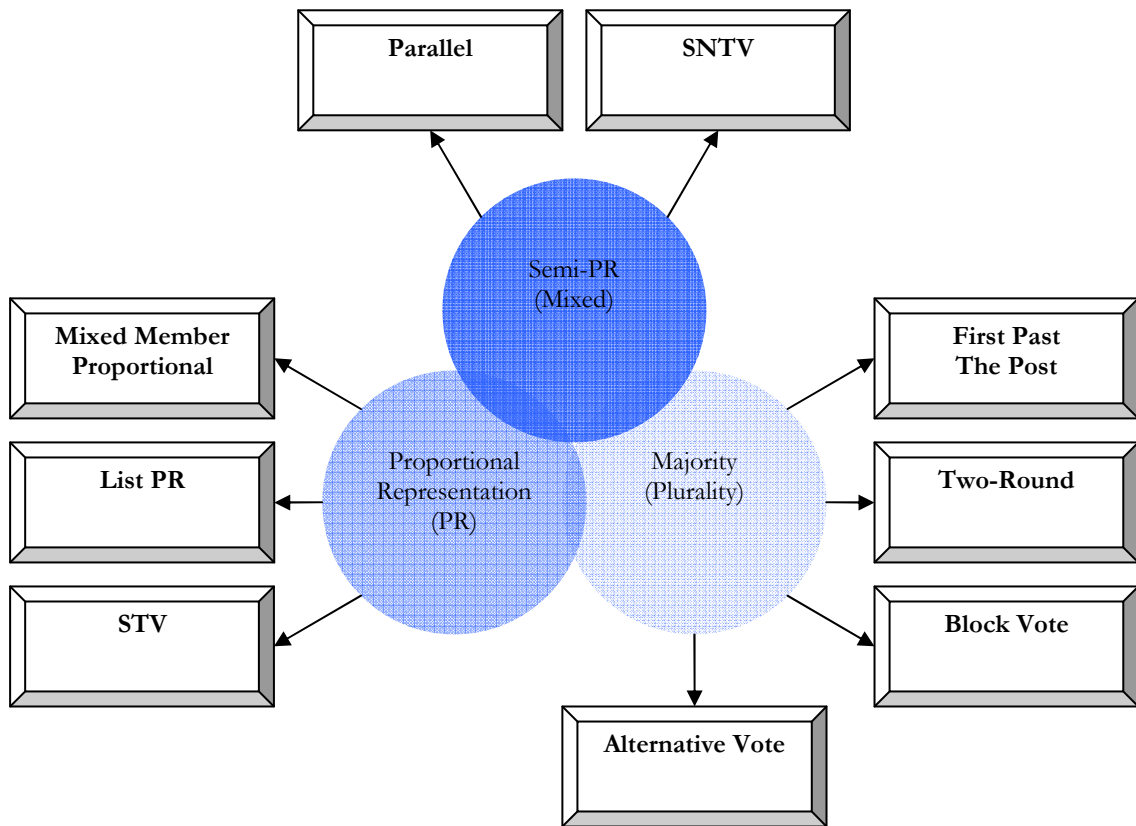 Parallel
SNTV
Semi-PR
(Mixed)
Mixed Member
Proportional
First Past
The Post
List PR
Proportional
Representation
(PR)
Majority
(Plurality)
Two-Round
STV
Block Vote
Alternative Vote